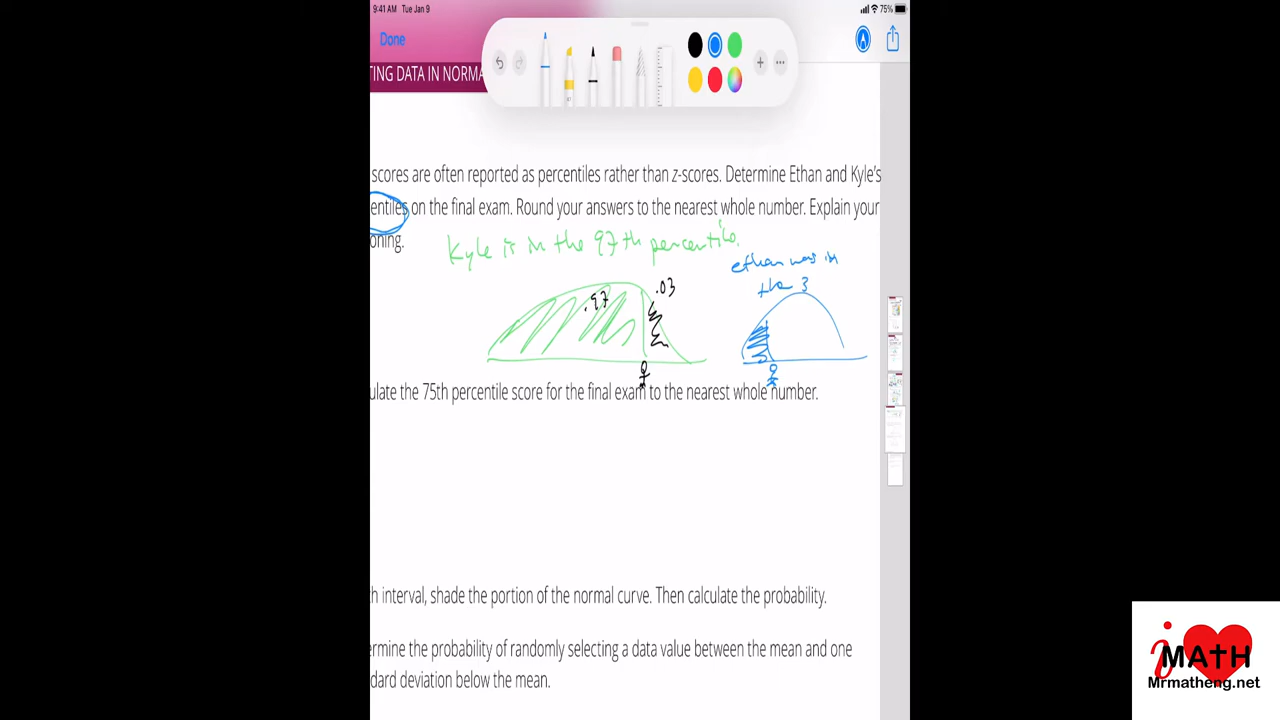 9:41 AM Tue Jan 9
75%
Done
TING DATA IN NORMA
scores are often reported as percentiles rather than z-scores. Determine Ethan and Kyle's
entiles on the final exam. Round your answers to the nearest whole number. Explain your
oning.
Kyle is in the 97th percentile.
ethan was in
the 3
.97
.03
ulate the 75th percentile score for the final exam to the nearest whole number.
h interval, shade the portion of the normal curve. Then calculate the probability.
ermine the probability of randomly selecting a data value between the mean and one
dard deviation below the mean.
i
MATH
Mrmatheng.net